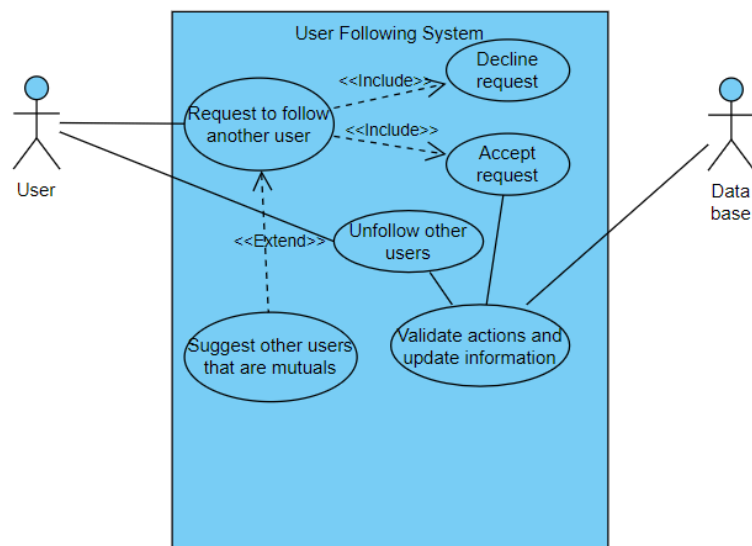 User Following System
Decline
request
<<Include>>
Request to follow
another user
<<Include>>
Accept
request
User
Data
base
Unfollow other
users
<<Extend>>
Suggest other users
that are mutuals
Validate actions and
update information